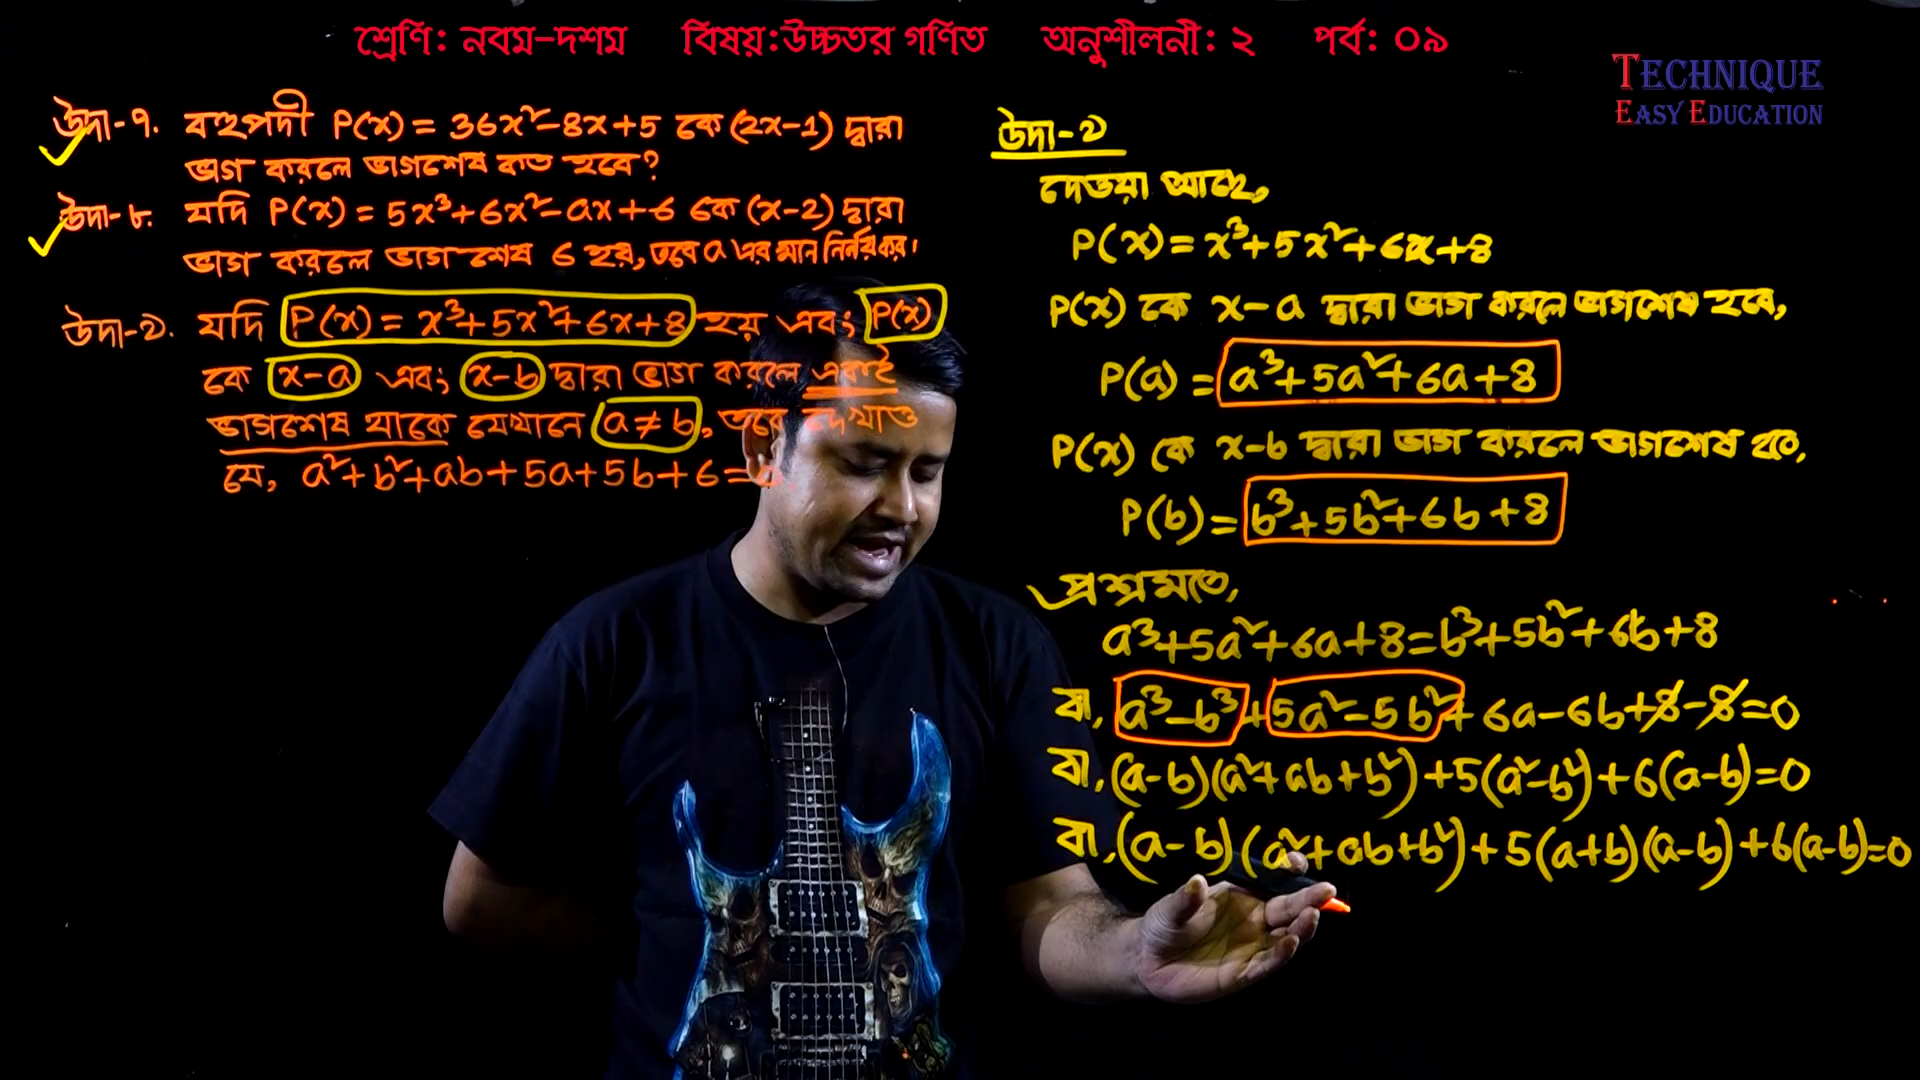 শ্রেণি: নবম-দশম বিষয়:উচ্চতর গণিত অনুশীলনী: ২ পর্ব: ০৯
TECHNIQUE
EASY EDUCATION
উদা-৭. বহুপদী P(x) = 36x²-8x+5 কে (2x-1) দ্বারা
ভাগ করলে ভাগশেষ কত হবে?
উদা-৮. যদি P(x) = 5x³+6x²-ax+6 কে (x-2) দ্বারা
ভাগ করলে ভাগশেষ 6 হয়, তবে a এর মান নির্নয় কর।
উদা-৯. যদি P(x) = x³+5x²+6x+8 হয় এবং P(x)
কে x-a এবং x-b দ্বারা ভাগ করলে একই
ভাগশেষ থাকে যেখানে a≠b, তবে দেখাও
যে, a²+b²+ab+5a+5b+6=0
উদা-৯
দেওয়া আছে,
P(x) = x³+5x²+6x+8
P(x) কে x-a দ্বারা ভাগ করলে ভাগশেষ হবে,
P(a) = a³+5a²+6a+8
P(x) কে x-b দ্বারা ভাগ করলে ভাগশেষ হবে,
P(b) = b³+5b²+6b+8
প্রশ্নমতে,
a³+5a²+6a+8=b³+5b²+6b+8
বা, a³-b³+5a²-5b²+6a-6b+8-8=0
বা, (a-b)(a²+ab+b²)+5(a²-b²)+6(a-b)=0
বা, (a-b)(a²+ab+b²)+5(a+b)(a-b)+6(a-b)=0